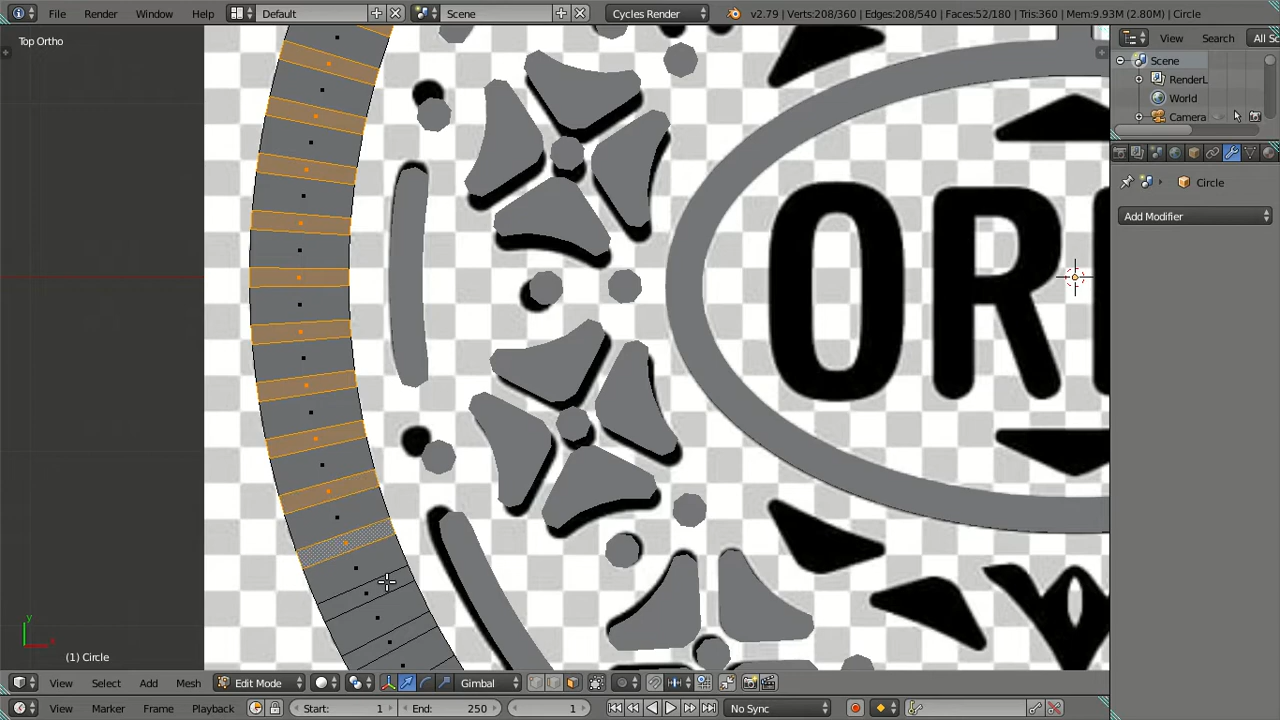 File Render Window Help Default Scene Cycles Render v2.79 | Verts:208/360 | Edges:208/540 | Faces:52/180 | Tris:360 | Mem:9.93M (2.80M) | Circle
Top Ortho
View Search All Sc
Scene
RenderL
World
Camera
Circle
Add Modifier
OR
y
x
(1) Circle
View Select Add Mesh Edit Mode Gimbal
View Marker Frame Playback Start: 1 End: 250 1 No Sync